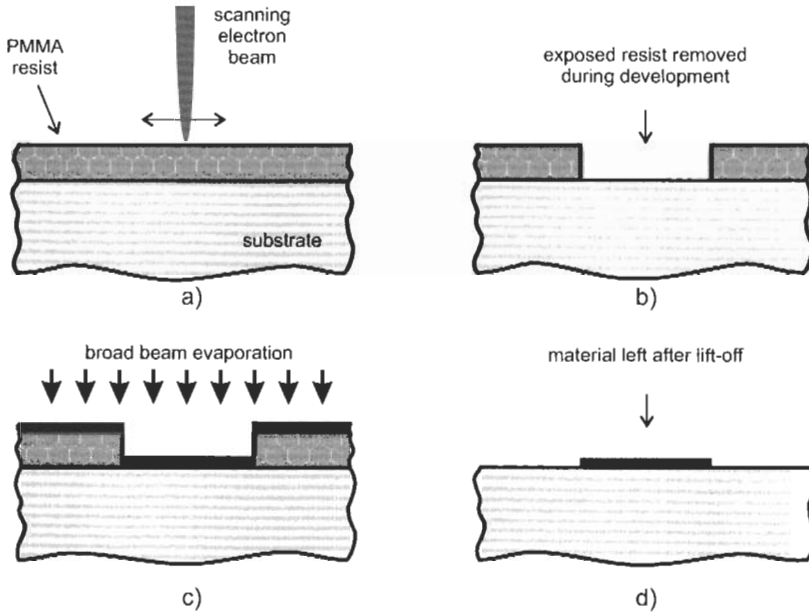 scanning
electron
beam
PMMA
resist
substrate
a)
exposed resist removed
during development
b)
broad beam evaporation
c)
material left after lift-off
d)